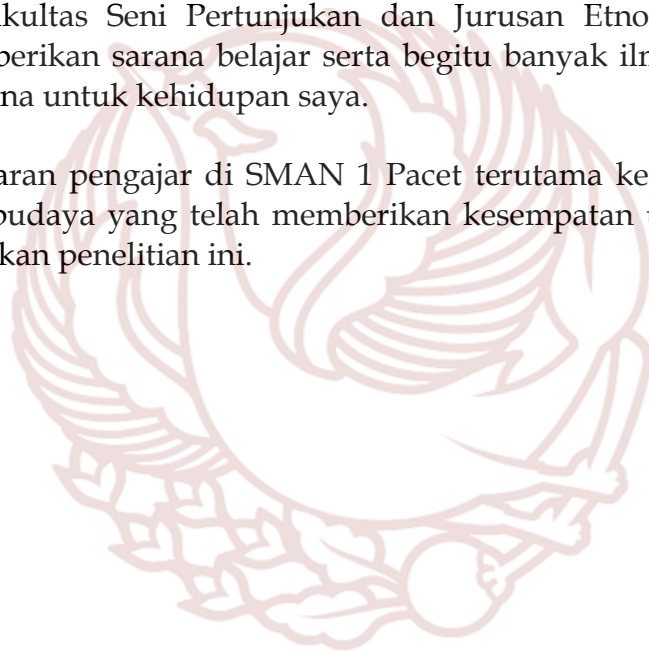 kultas Seni Pertunjukan dan Jurusan Etno
berikan sarana belajar serta begitu banyak
na untuk kehidupan saya.
aran pengajar di SMAN 1 Pacet terutama ke
budaya yang telah memberikan kesempatan
kan penelitian ini.